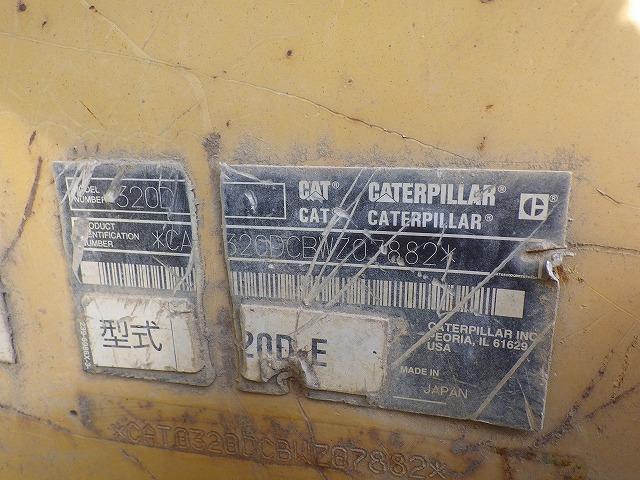 MODEL NUMBER 320D
CAT® CATERPILLAR®
CAT® CATERPILLAR®
PRODUCT IDENTIFICATION NUMBER *CAT0320DCBWZ07882*
型式 20D-E
CATERPILLAR INC.
PEORIA, IL 61629
USA
MADE IN
JAPAN
*CAT0320DCBWZ07882*